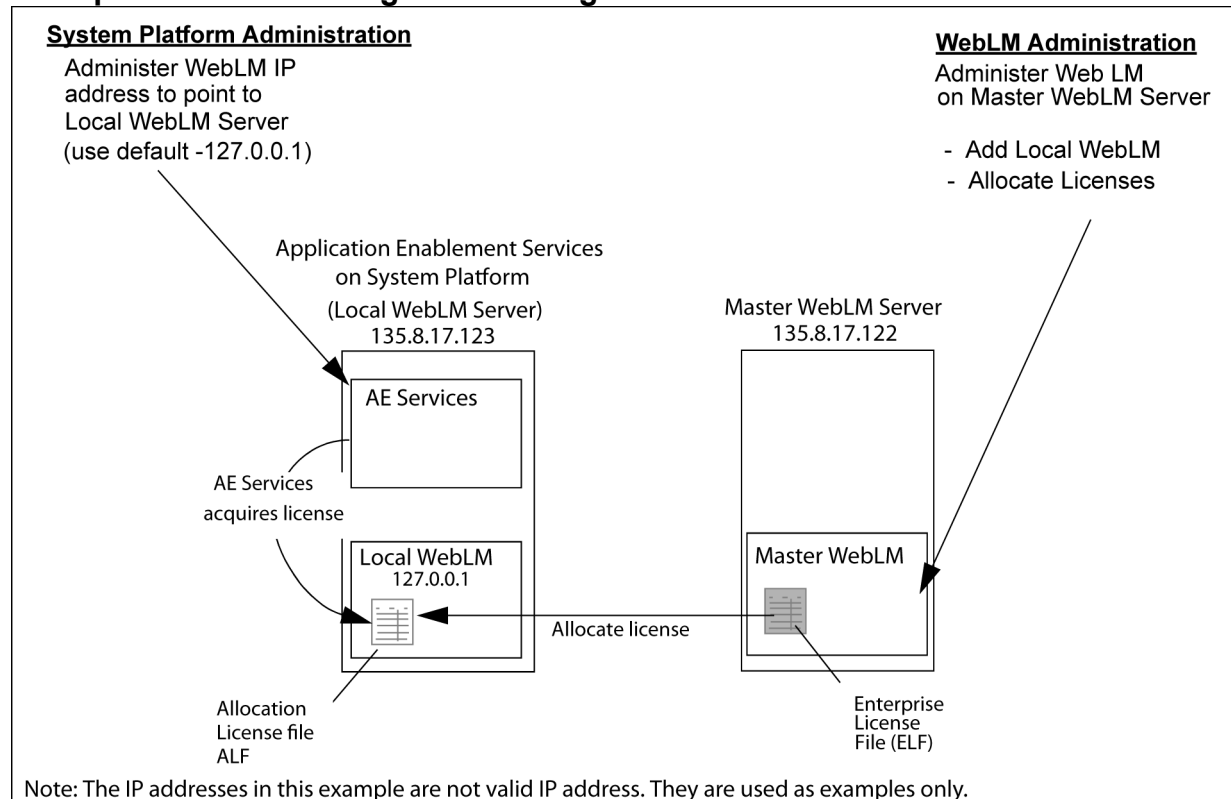 System Platform Administration
Administer WebLM IP
address to point to
Local WebLM Server
(use default -127.0.0.1)
WebLM Administration
Administer Web LM
on Master WebLM Server
- Add Local WebLM
- Allocate Licenses
Application Enablement Services
on System Platform
(Local WebLM Server)
135.8.17.123
Master WebLM Server
135.8.17.122
AE Services
AE Services
acquires license
Local WebLM
127.0.0.1
Master WebLM
Allocate license
Allocation
License file
ALF
Enterprise
License
File (ELF)
Note: The IP addresses in this example are not valid IP address. They are used as examples only.